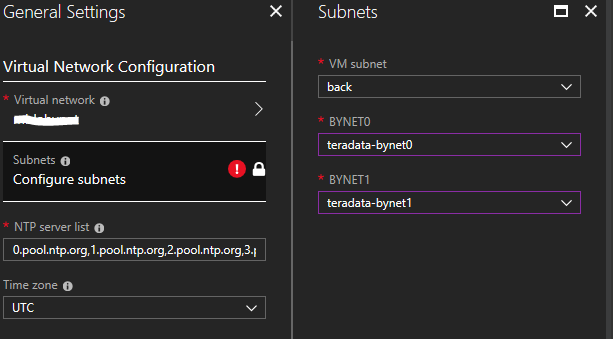 General Settings
Virtual Network Configuration
* Virtual network
Subnets
Configure subnets
* NTP server list
0.pool.ntp.org,1.pool.ntp.org,2.pool.ntp.org,3.
Time zone
UTC
Subnets
* VM subnet
back
* BYNET0
teradata-bynet0
* BYNET1
teradata-bynet1